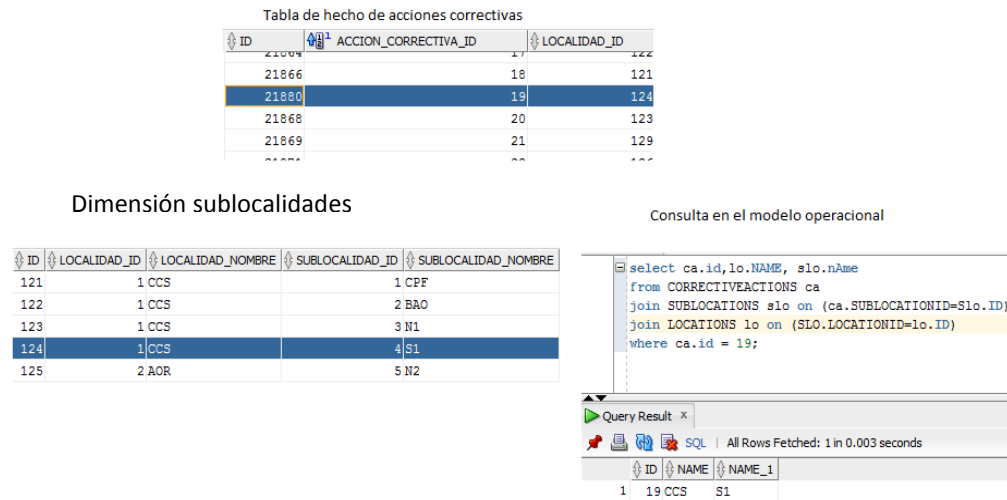 Tabla de hecho de acciones correctivas
ID ACCION_CORRECTIVA_ID LOCALIDAD_ID
21866 18 121
21880 19 124
21868 20 123
21869 21 129
Dimensión sublocalidades
ID LOCALIDAD_ID LOCALIDAD_NOMBRE SUBLOCALIDAD_ID SUBLOCALIDAD_NOMBRE
121 1 CCS 1 CPF
122 1 CCS 2 BAO
123 1 CCS 3 N1
124 1 CCS 4 S1
125 2 AOR 5 N2
Consulta en el modelo operacional
select ca.id,lo.NAME, slo.nAme
from CORRECTIVEACTIONS ca
join SUBLOCATIONS slo on (ca.SUBLOCATIONID=Slo.ID)
join LOCATIONS lo on (SLO.LOCATIONID=lo.ID)
where ca.id = 19;
Query Result x
SQL | All Rows Fetched: 1 in 0.003 seconds
ID NAME NAME_1
1 19 CCS S1